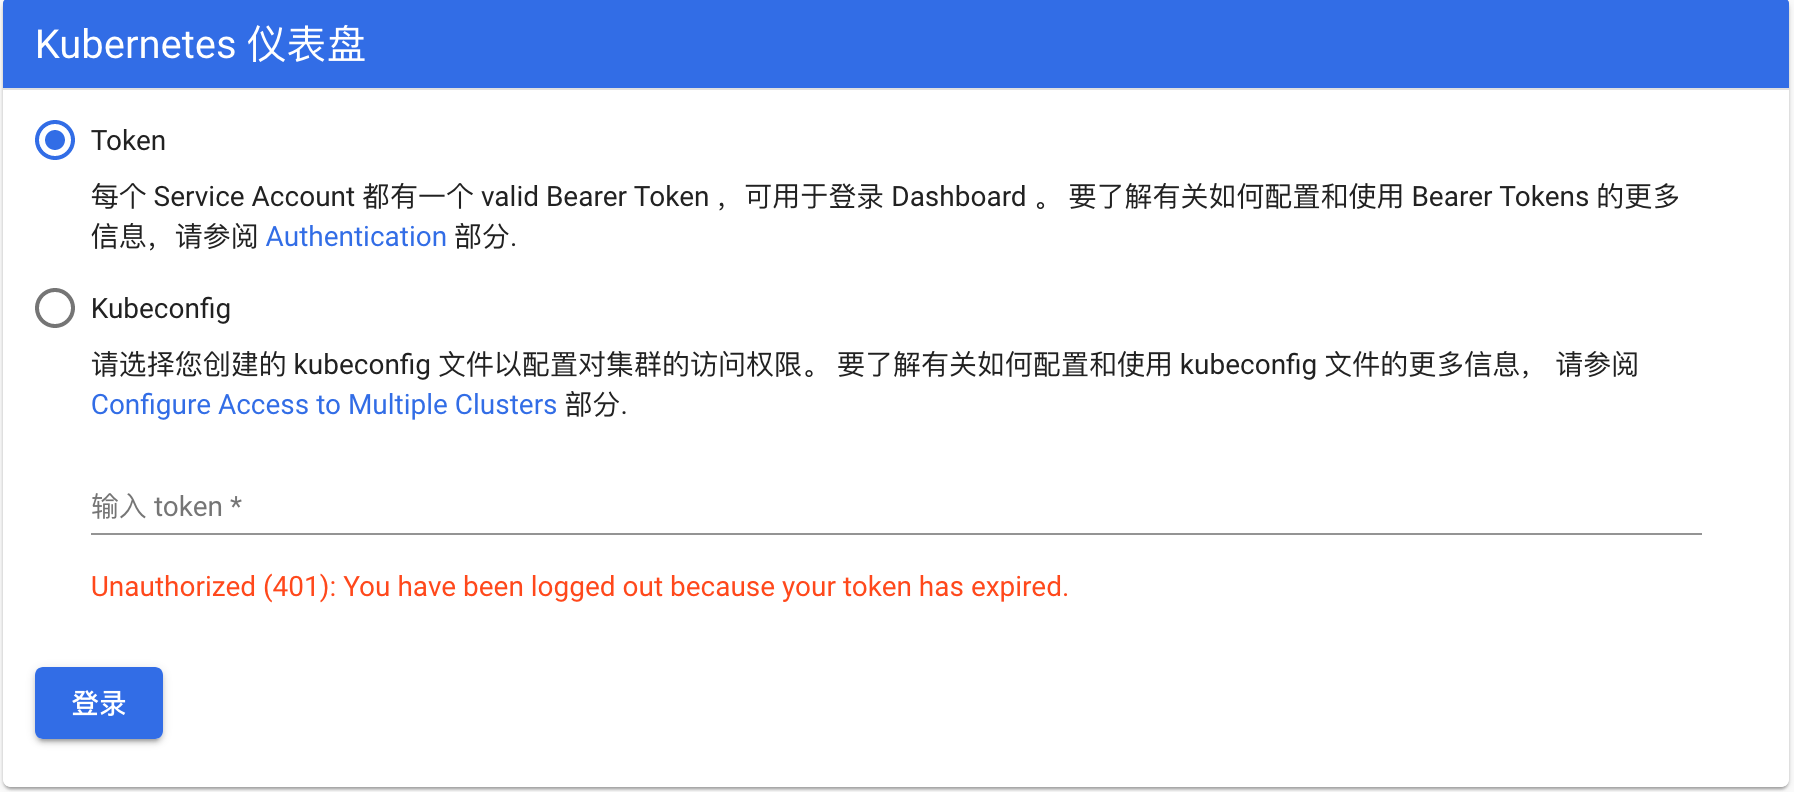 Kubernetes 仪表盘
Token
每个 Service Account 都有一个 valid Bearer Token ，可用于登录 Dashboard 。 要了解有关如何配置和使用 Bearer Tokens 的更多
信息，请参阅 Authentication 部分.
Kubeconfig
请选择您创建的 kubeconfig 文件以配置对集群的访问权限。 要了解有关如何配置和使用 kubeconfig 文件的更多信息， 请参阅
Configure Access to Multiple Clusters 部分.
输入 token *
Unauthorized (401): You have been logged out because your token has expired.
登录